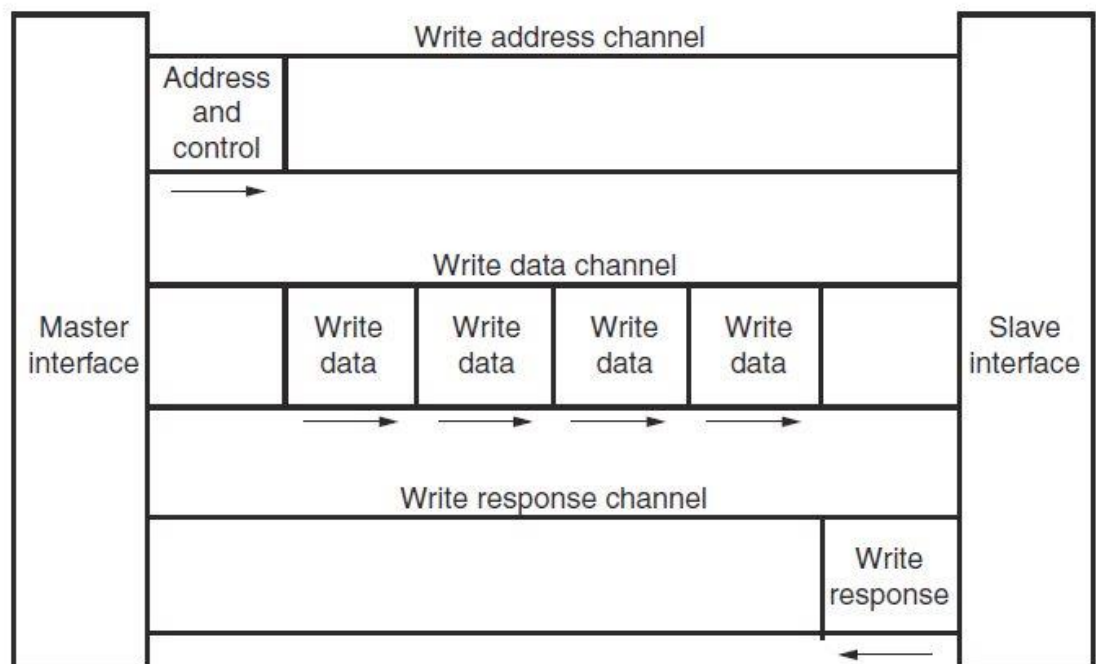 Write address channel
Address
and
control
Write data channel
Master
interface
Write
data
Write
data
Write
data
Write
data
Slave
interface
Write response channel
Write
response